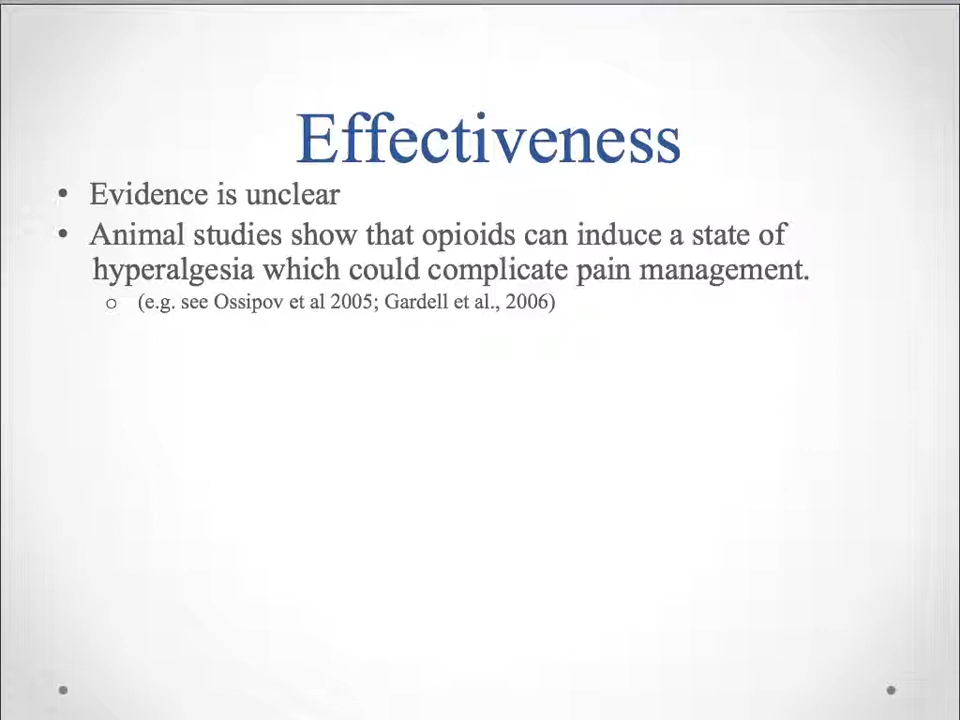 Effectiveness
• Evidence is unclear
• Animal studies show that opioids can induce a state of
hyperalgesia which could complicate pain management.
o (e.g. see Ossipov et al 2005; Gardell et al., 2006)